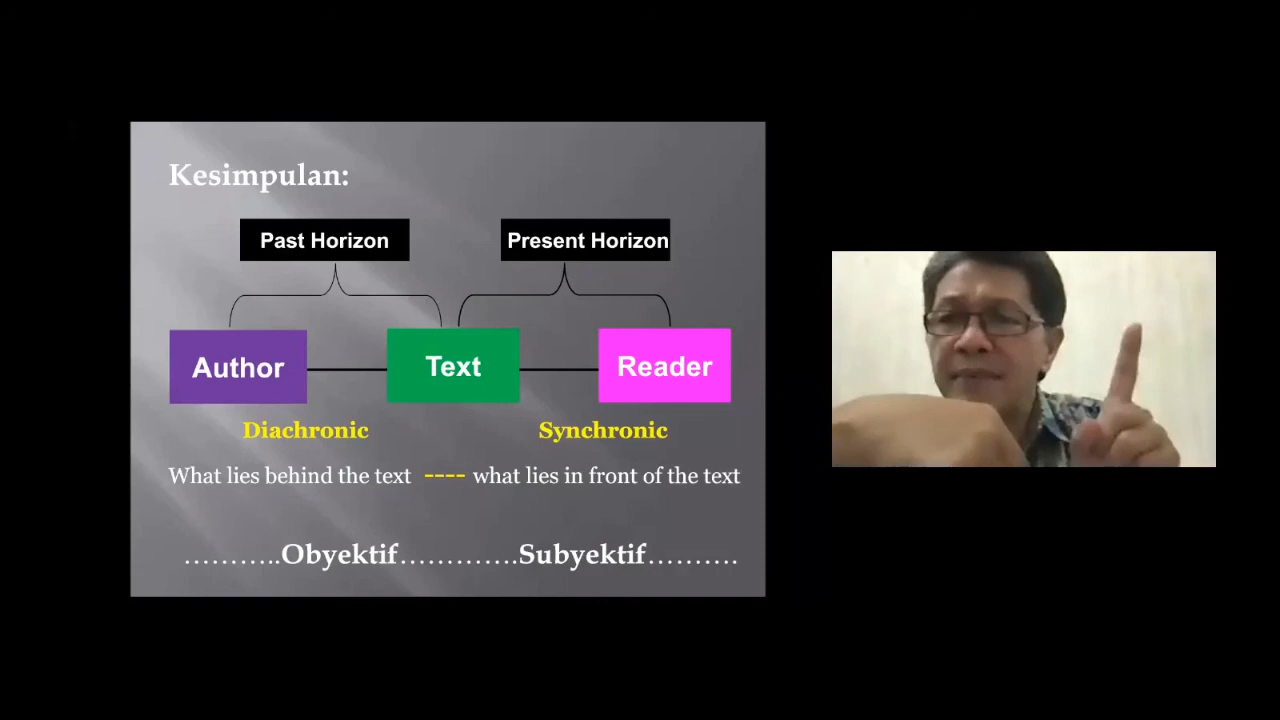 Kesimpulan:
Past Horizon
Present Horizon
Author
Text
Reader
Diachronic
Synchronic
What lies behind the text ---- what lies in front of the text
………..Obyektif………….Subyektif……….